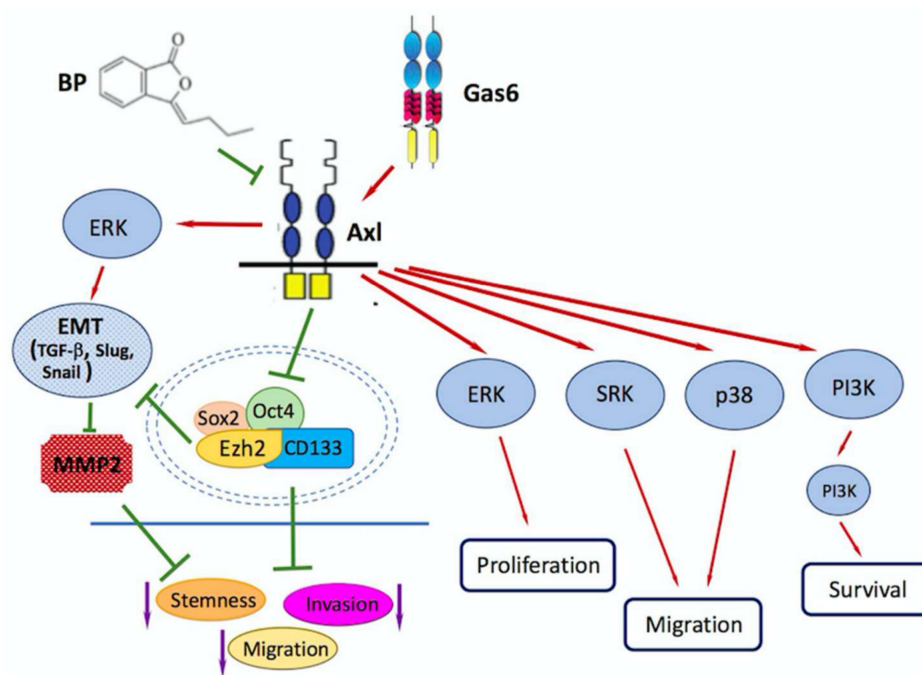 BP
O
O
Gas6
Axl
ERK
EMT
(TGF-β, Slug,
Snail )
MMP2
Sox2
Oct4
Ezh2
CD133
ERK
SRK
p38
PI3K
PI3K
Proliferation
Migration
Survival
Stemness
Invasion
Migration